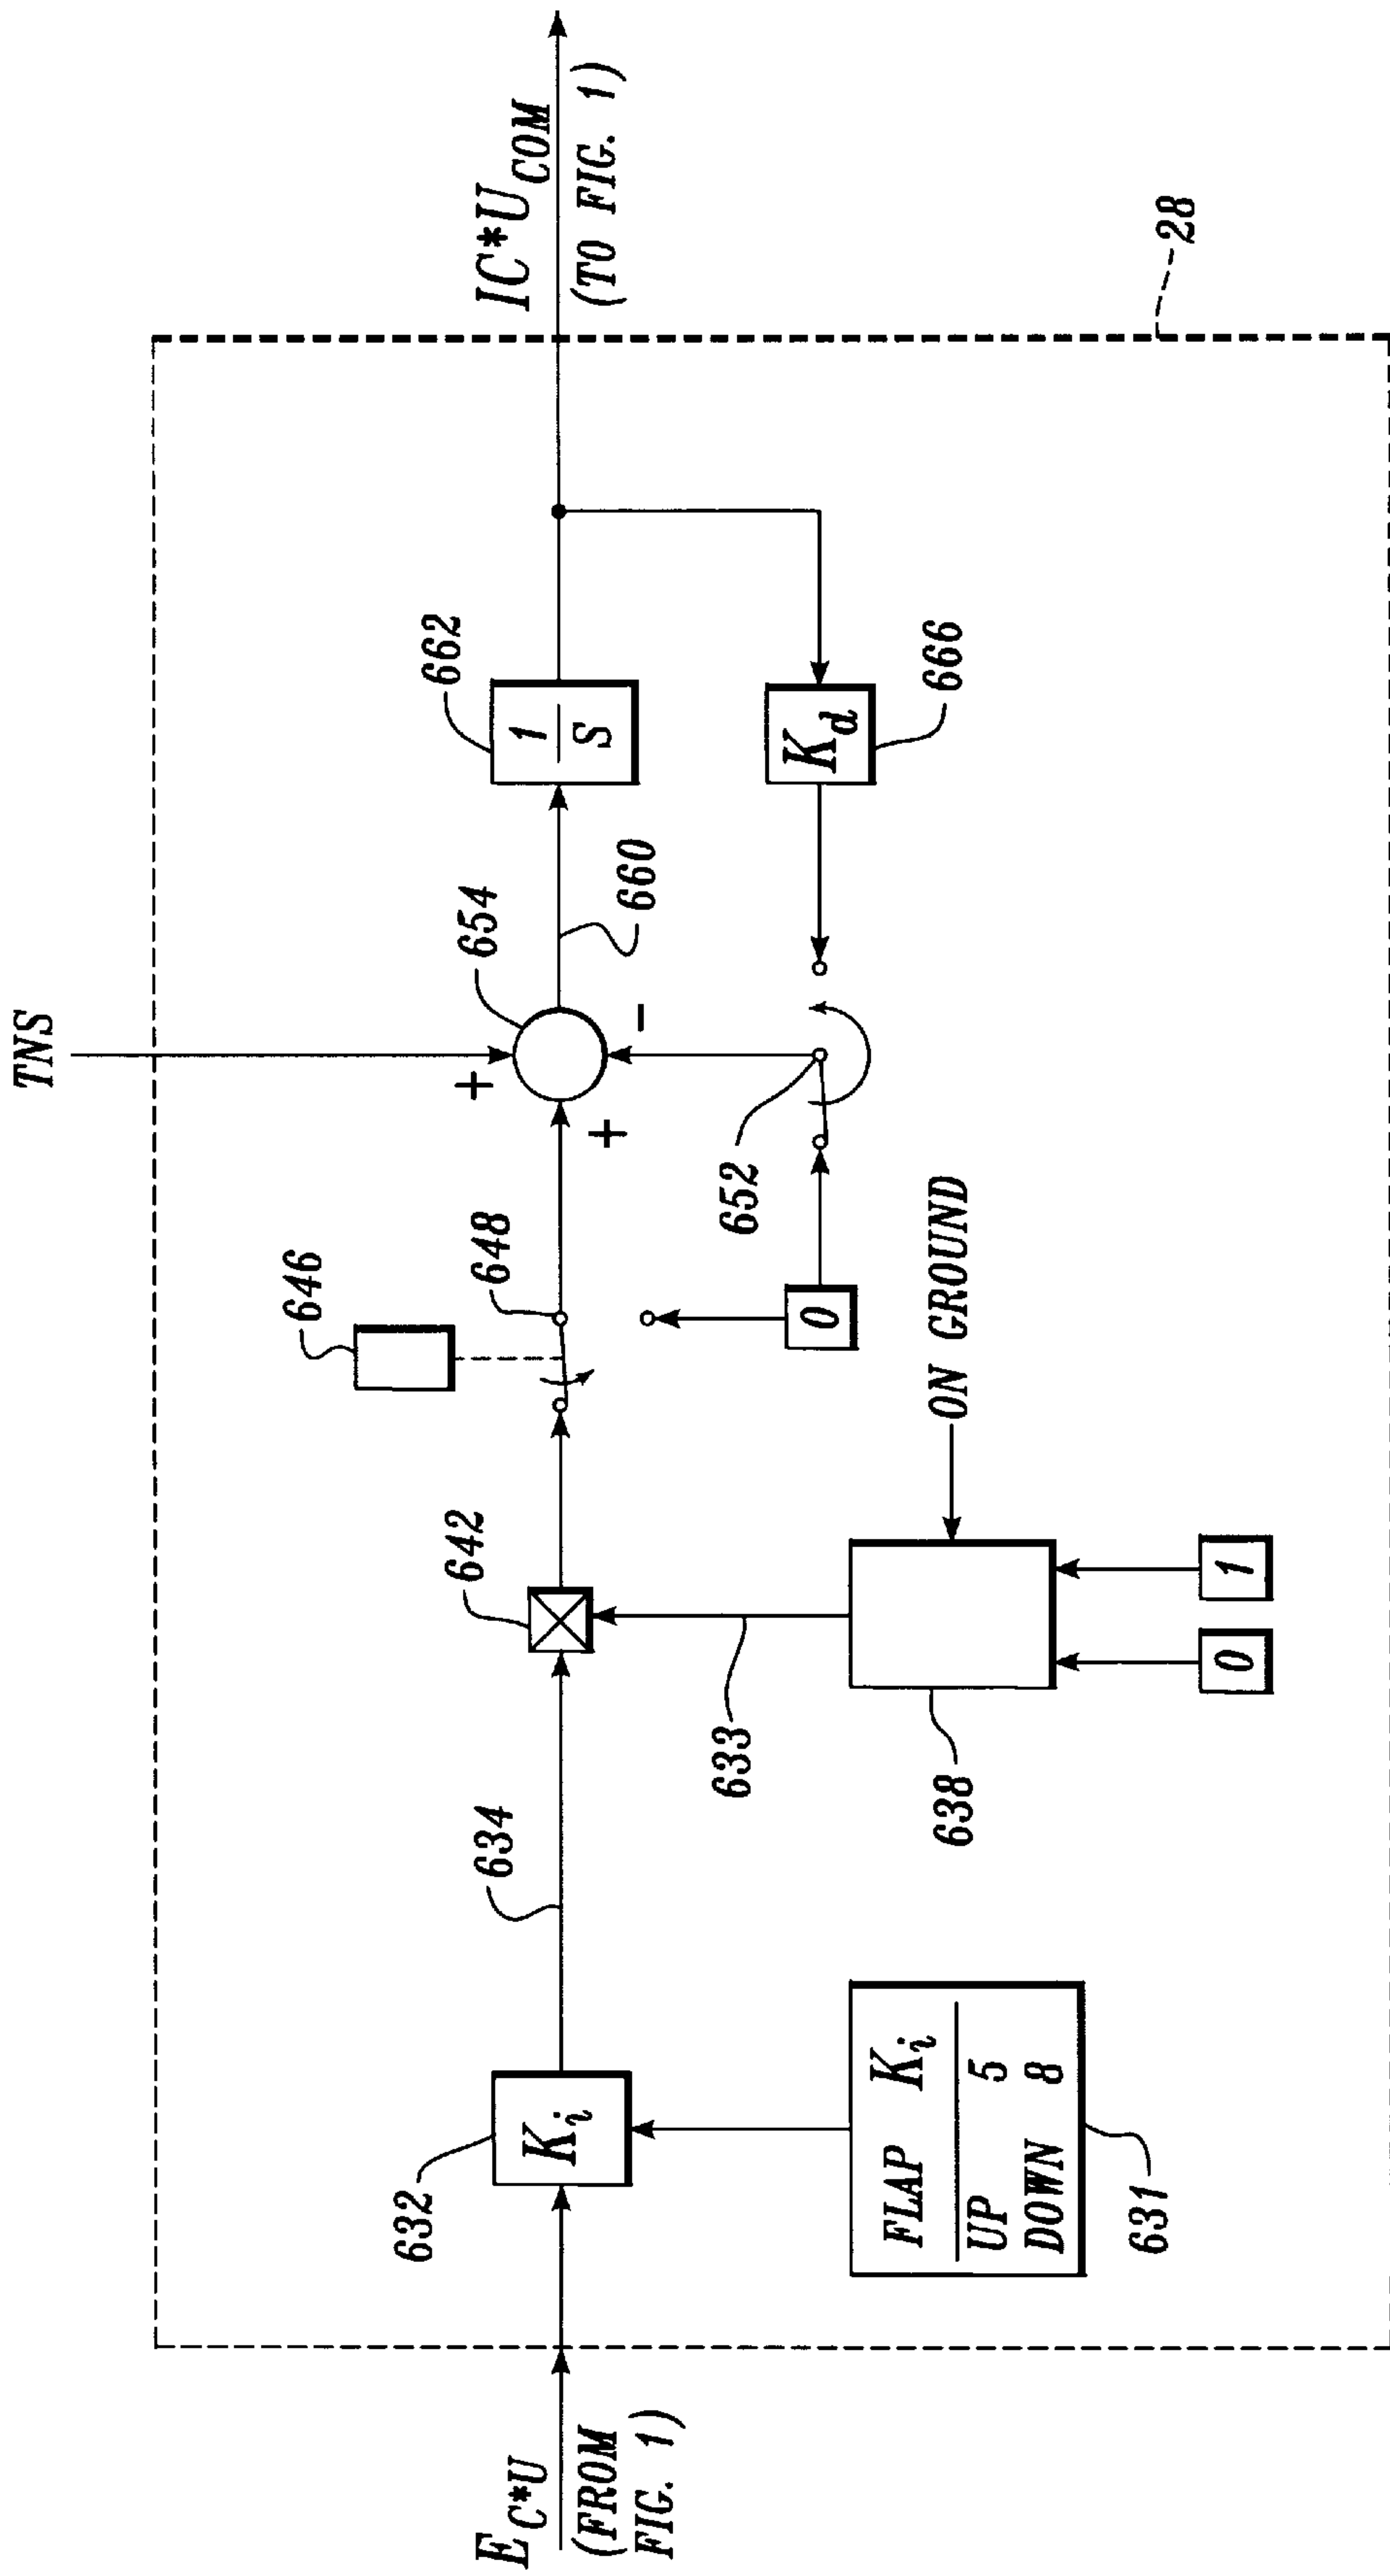 TNS
E_C*U
(FROM
FIG. 1)
632
K_i
634
642
646
648
654
660
662
1
S
IC*U_COM
(TO FIG. 1)
K_d
666
652
0
ON GROUND
633
638
0
1
FLAP K_i
UP 5
DOWN 8
631
28
+
+
-